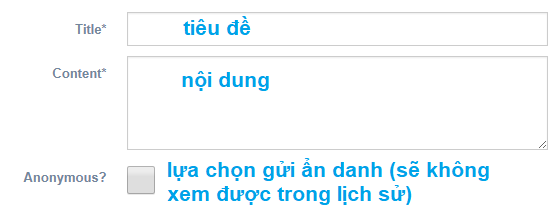 Title* tiêu đề
Content* nội dung
Anonymous? lựa chọn gửi ẩn danh (sẽ không
xem được trong lịch sử)